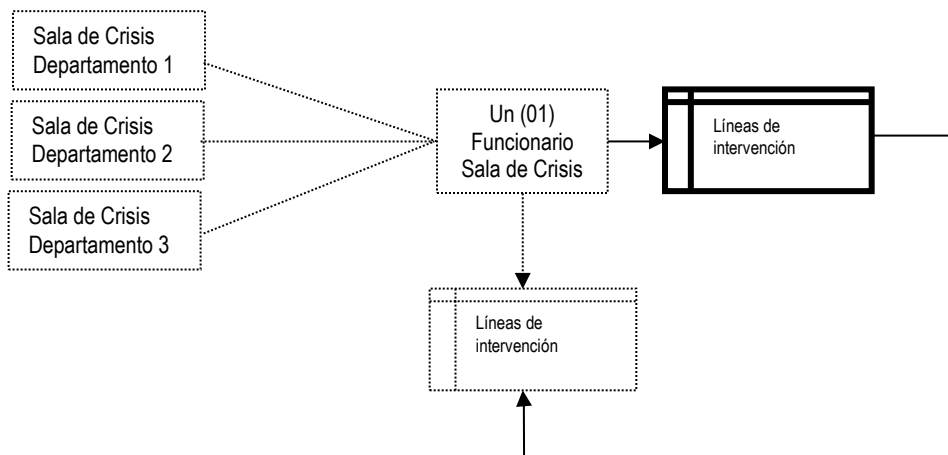 Sala de Crisis
Departamento 1
Sala de Crisis
Departamento 2
Sala de Crisis
Departamento 3
Un (01)
Funcionario
Sala de Crisis
Líneas de
intervención
Líneas de
intervención